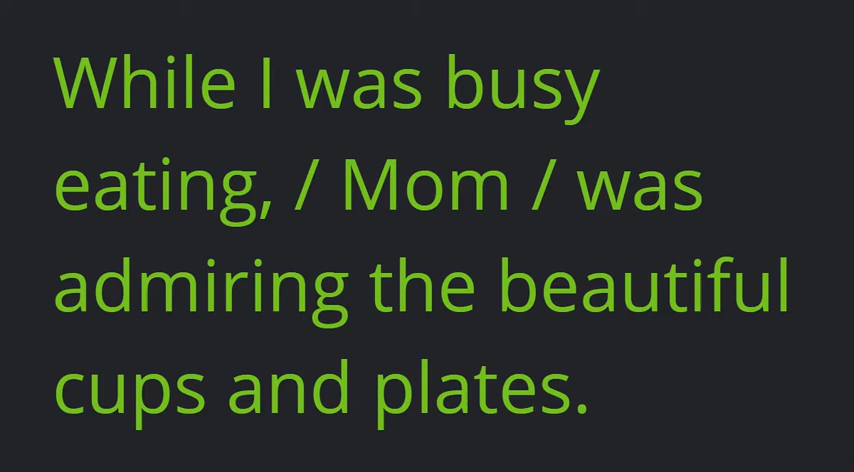 While I was busy
eating, / Mom / was
admiring the beautiful
cups and plates.